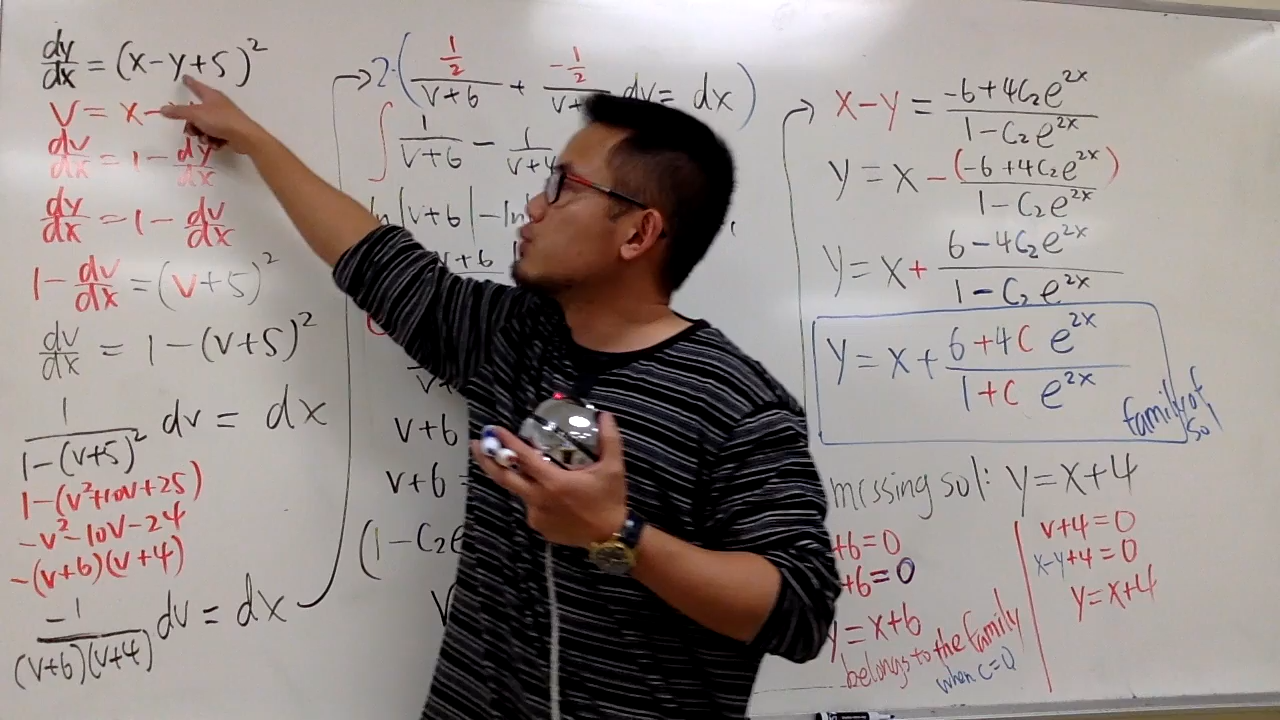 dy/dx = (x-y+5)²
v = x-
dv/dx = 1 - dy/dx
dy/dx = 1 - dv/dx
1 - dv/dx = (v+5)²
dv/dx = 1 - (v+5)²
1/(1-(v+5)²) dv = dx
1-(v²+10v+25)
-v²-10v-24
-(v+6)(v+4)
-1/((v+6)(v+4)) dv = dx
2·( (1/2)/(v+6) + (-1/2)/(v+ dv = dx )
∫ 1/(v+6) - 1/(v+4
ln|v+6| - ln
v+6
v+6
v+6 =
(1-C₂e
x-y = (-6+4C₂e^(2x))/(1-C₂e^(2x))
y = x - (-6+4C₂e^(2x))/(1-C₂e^(2x))
y = x + (6-4C₂e^(2x))/(1-C₂e^(2x))
y = x + (6+4C e^(2x))/(1+C e^(2x))
family of sol
missing sol: y=x+4
+6=0
+6=0
y=x+6
belongs to the family
when c=0
v+4=0
x-y+4=0
y=x+4